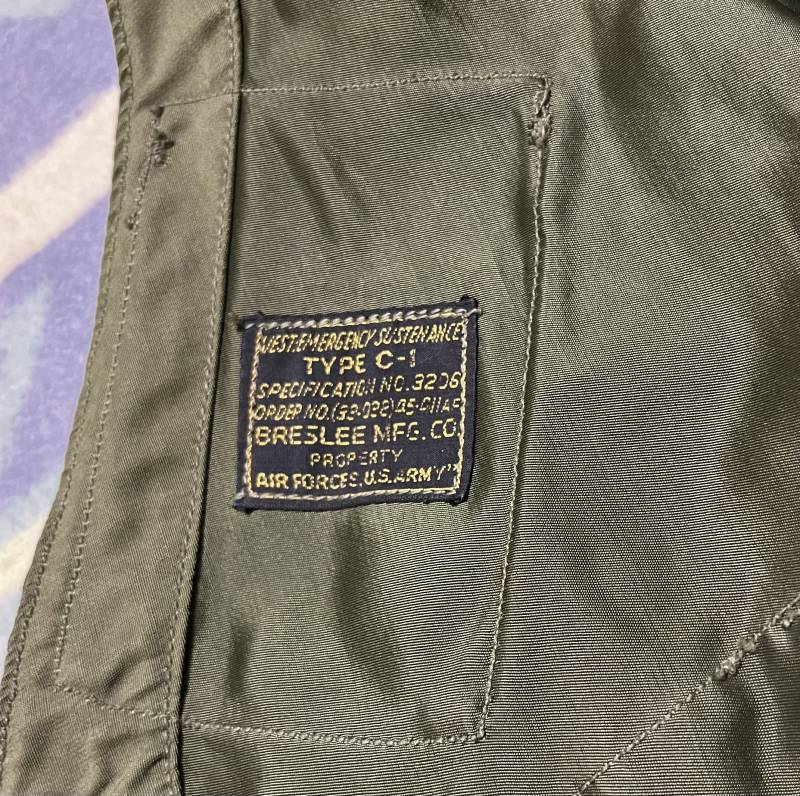 VEST,EMERGENCY SUSTENANCE
TYPE C-1
SPECIFICATION NO.3206
ORDER NO.(33-038)45-911AF
BRESLEE MFG.CO.
PROPERTY
AIR FORCES,U.S.ARMY"